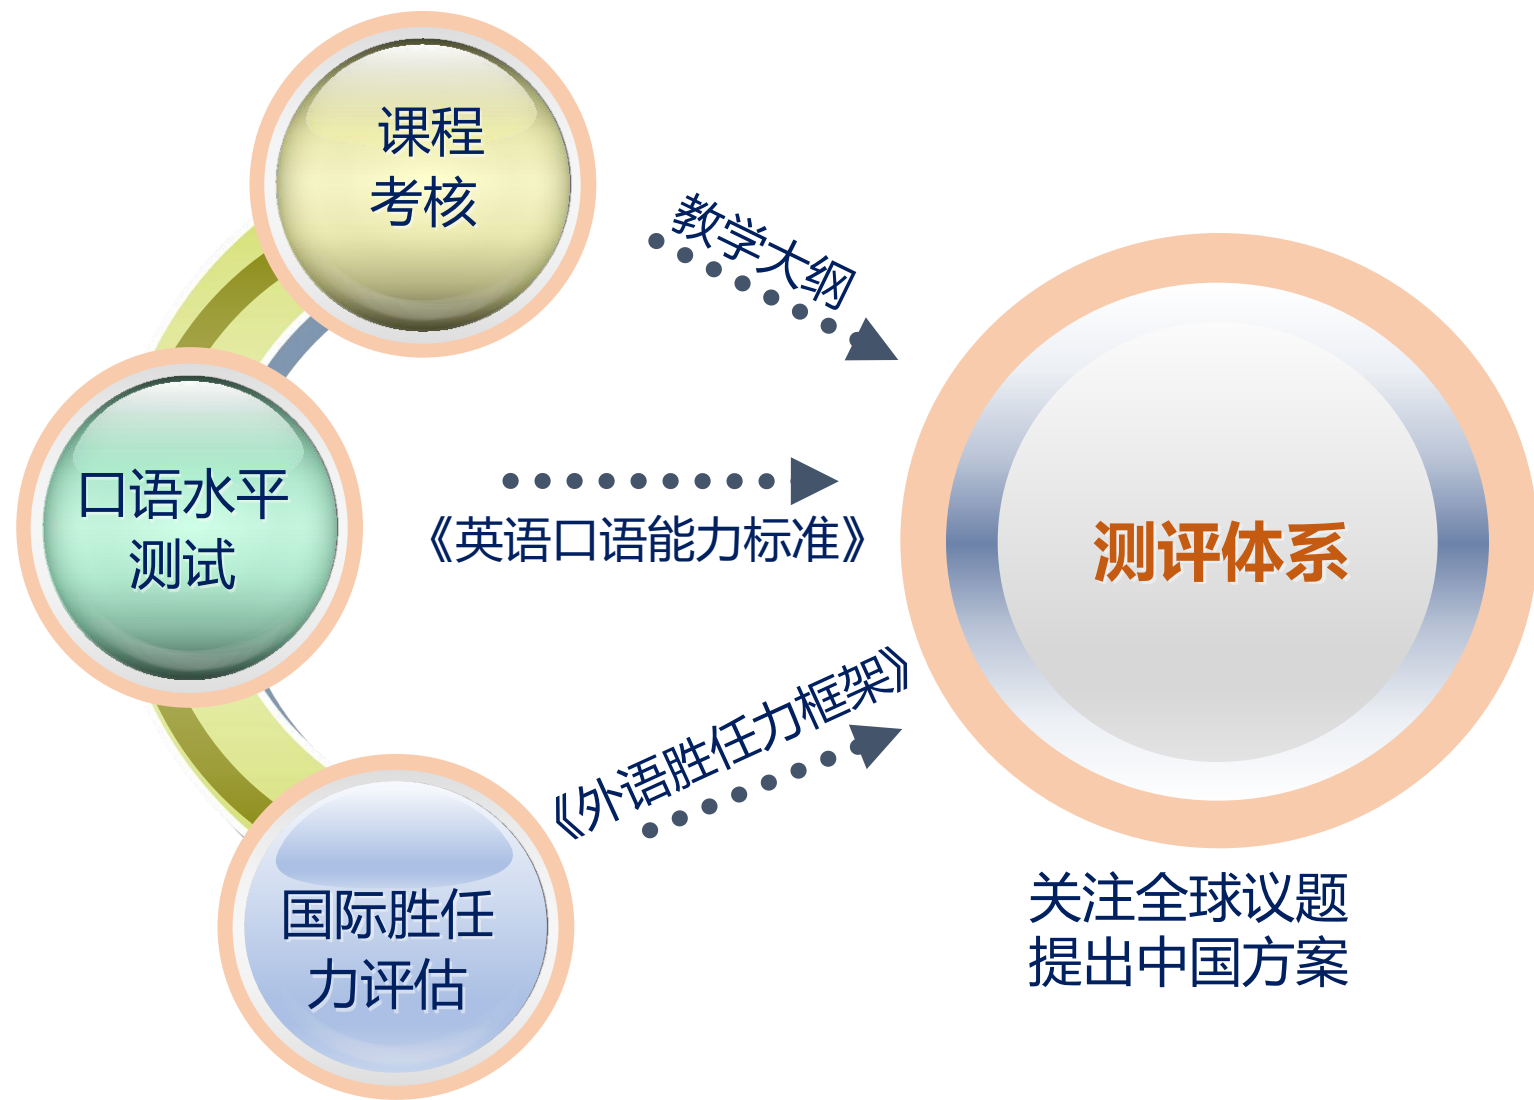 课程
考核
教学大纲
口语水平
测试
《英语口语能力标准》
测评体系
国际胜任
力评估
《外语胜任力框架》
关注全球议题
提出中国方案